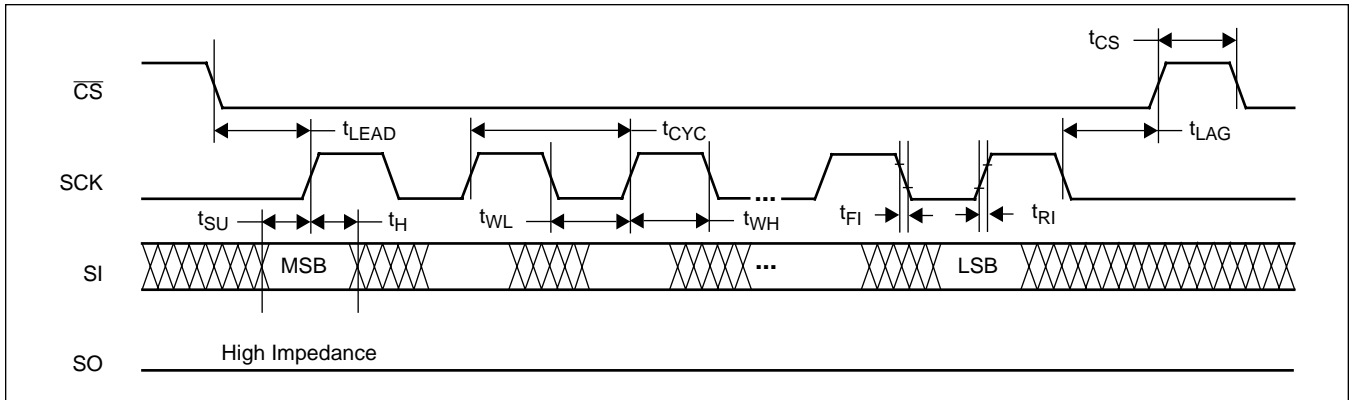 tCS
CS
tLEAD
tCYC
tLAG
SCK
...
tSU
tH
tWL
tWH
tFI
tRI
SI
MSB
...
LSB
High Impedance
SO